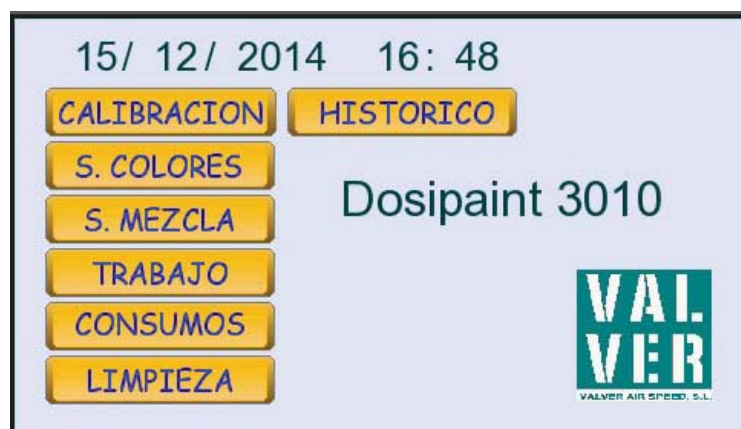 15/ 12/ 2014 16: 48
CALIBRACION HISTORICO
S. COLORES
Dosipaint 3010
S. MEZCLA
TRABAJO
CONSUMOS
LIMPIEZA
VAL
VER
VALVER AIR SPEED, S.L.